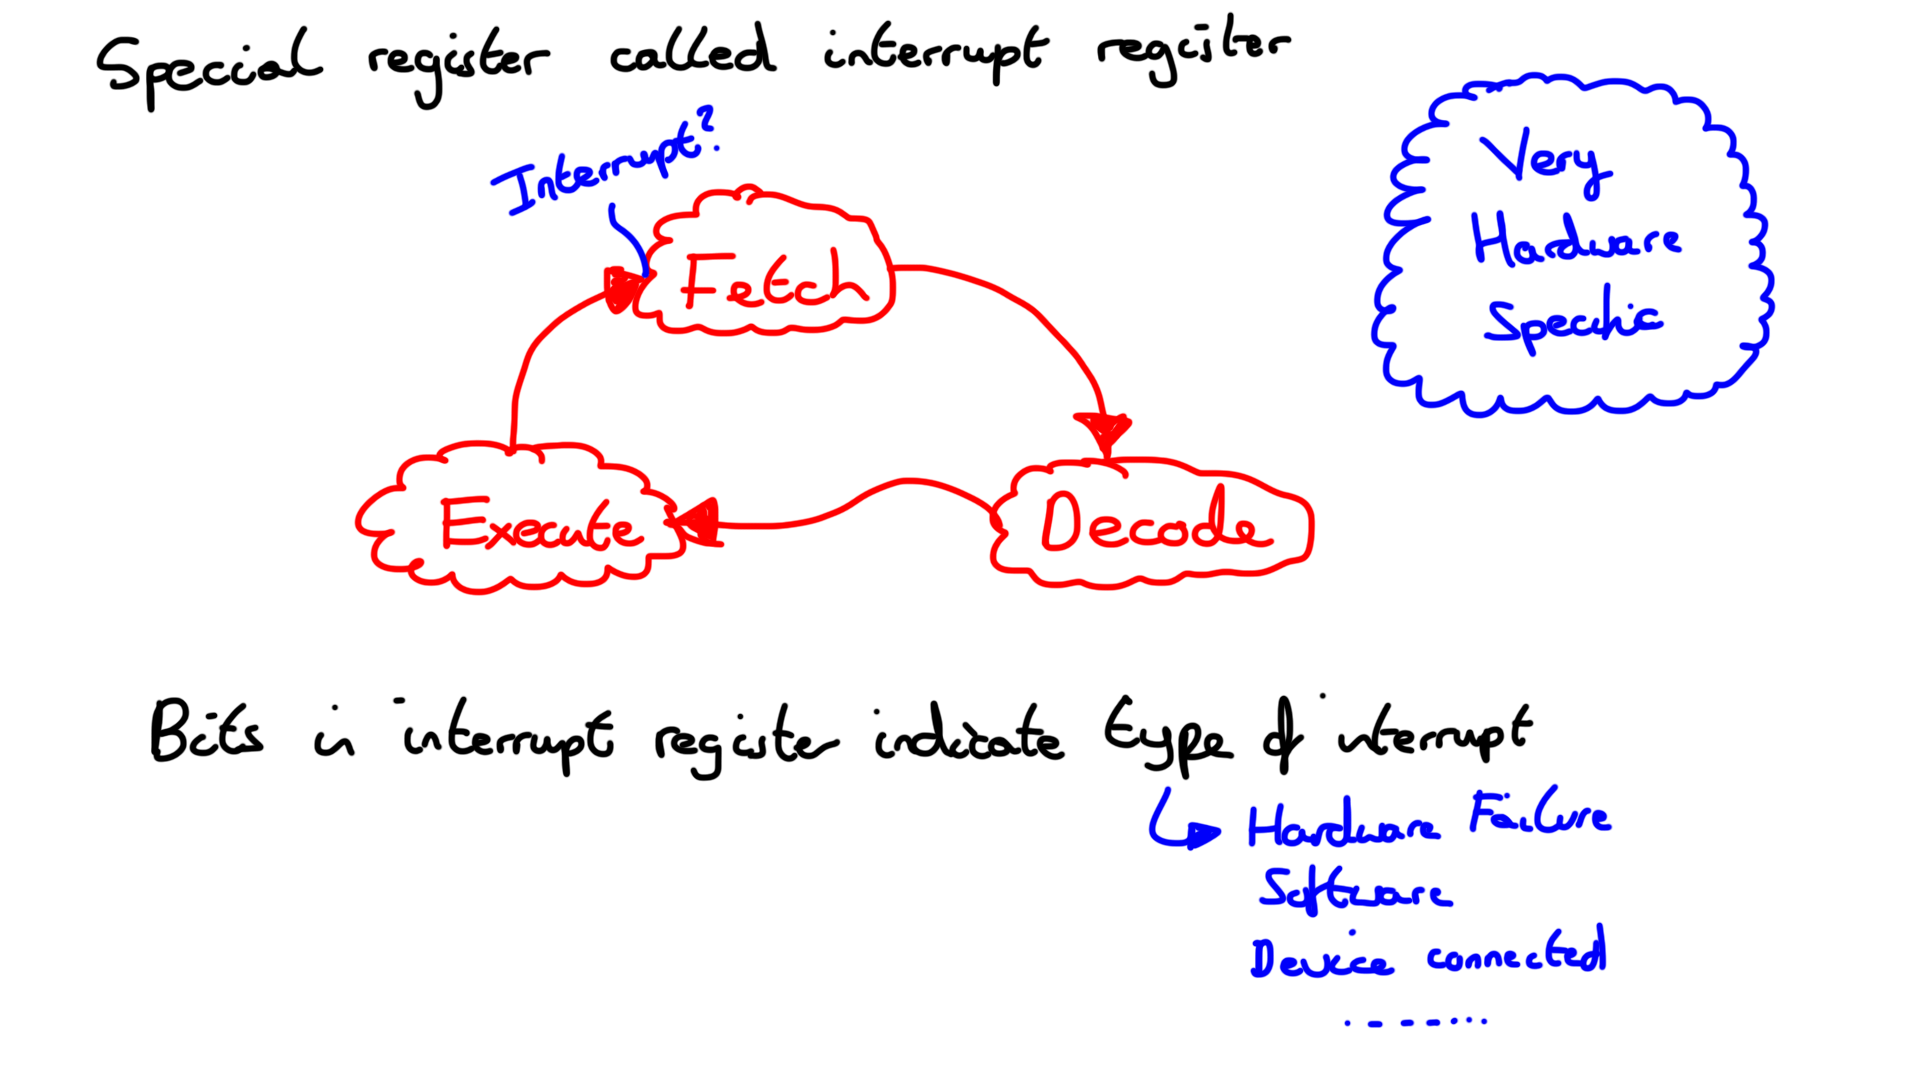 Special register called interrupt register
Interrupt?
Very
Hardware
Specific
Fetch
Execute
Decode
Bits in interrupt register indicate type of interrupt
Hardware Failure
Software
Device connected